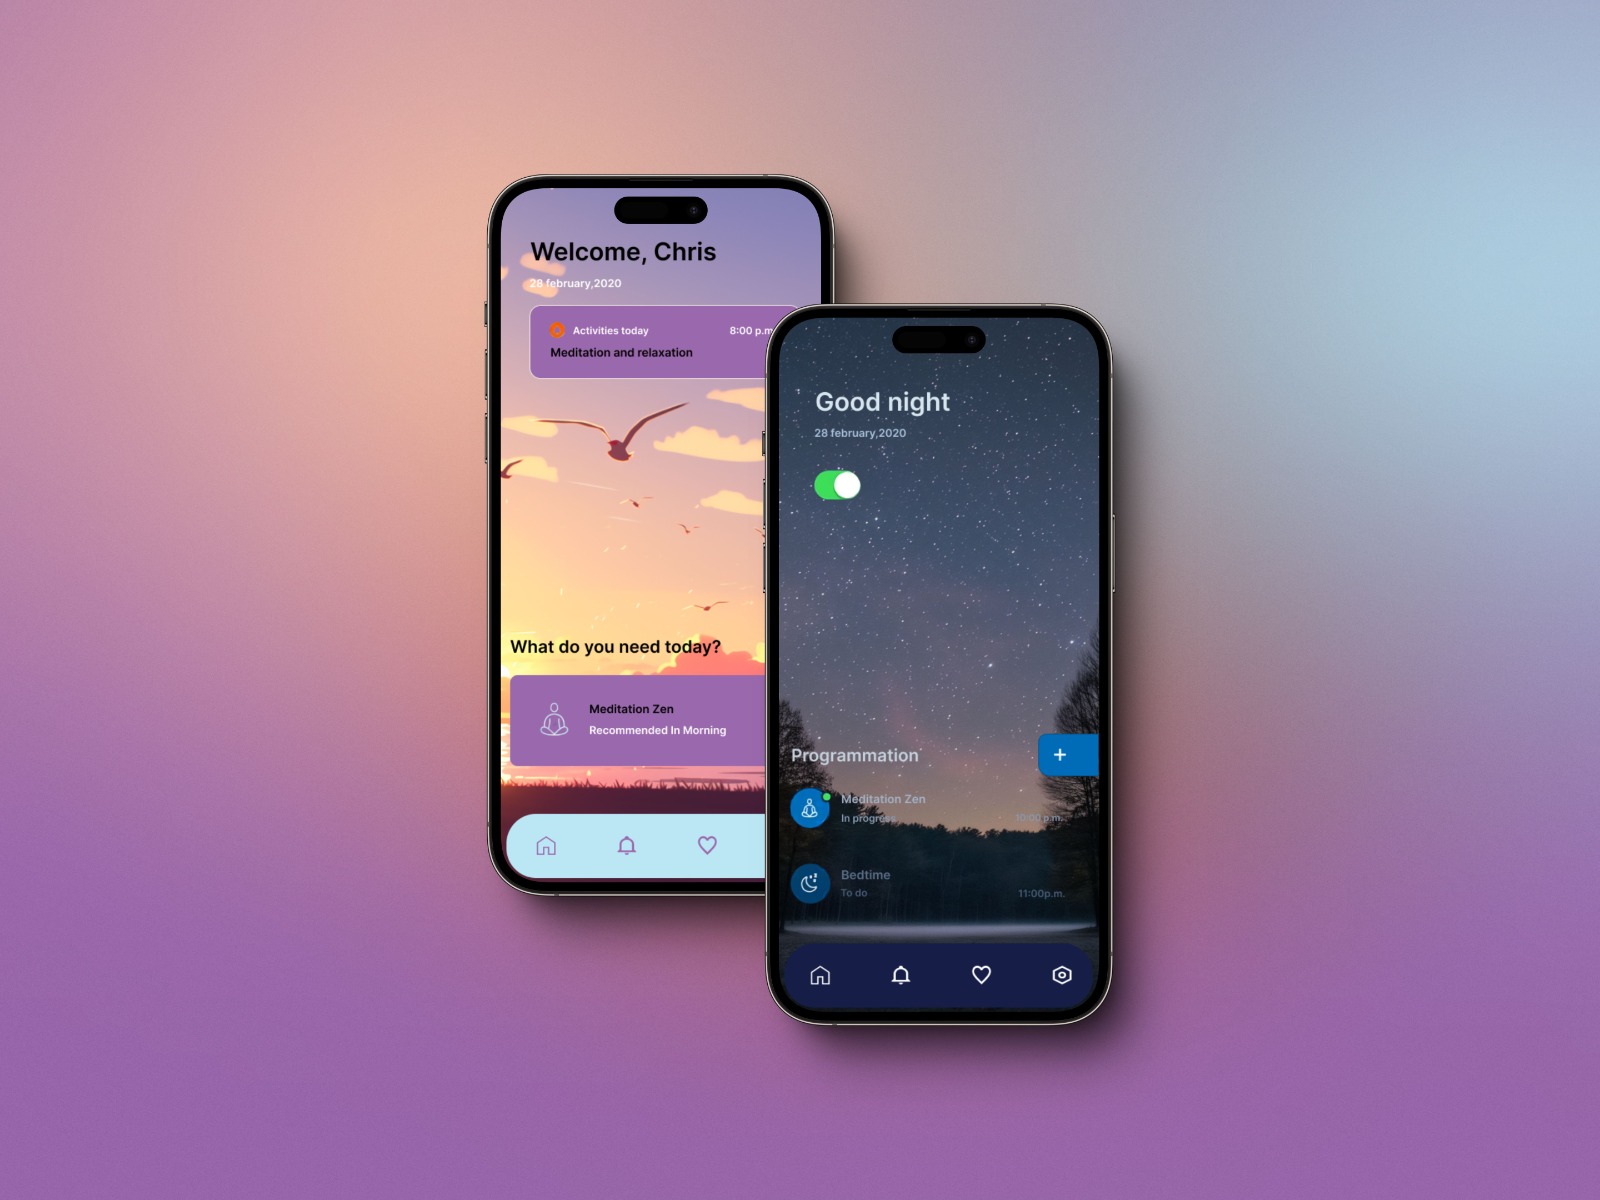 Welcome, Chris
28 february,2020
Activities today
8:00 p.m
Meditation and relaxation
What do you need today?
Meditation Zen
Recommended In Morning
Good night
28 february,2020
Programmation
+
Meditation Zen
In progress
10:00 p.m.
Bedtime
To do
11:00p.m.